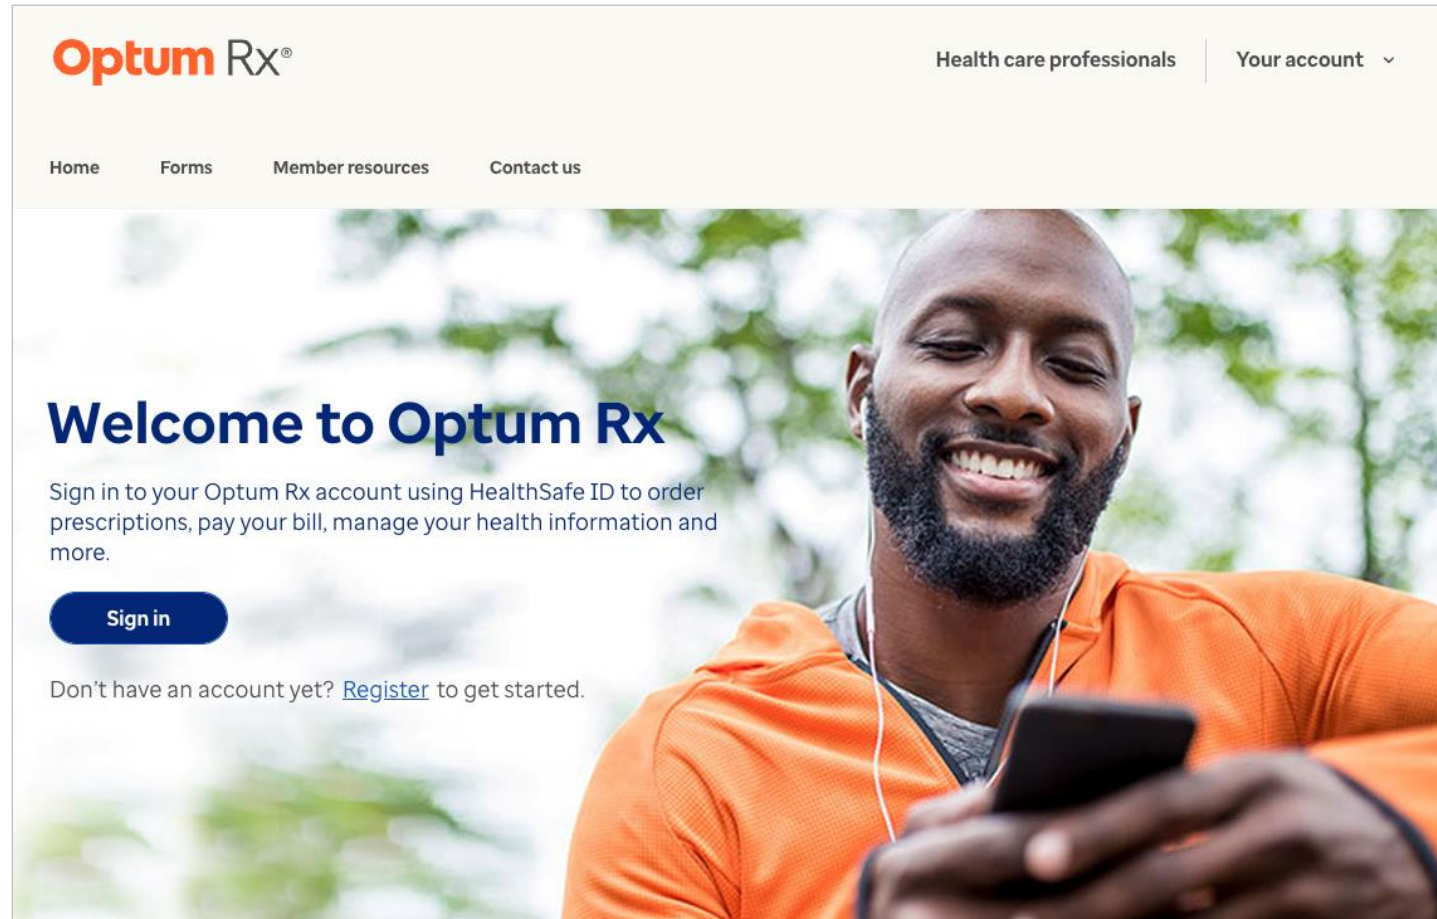 Optum Rx®
Health care professionals
Your account
Home
Forms
Member resources
Contact us
Welcome to Optum Rx
Sign in to your Optum Rx account using HealthSafe ID to order
prescriptions, pay your bill, manage your health information and
more.
Sign in
Don't have an account yet? Register to get started.